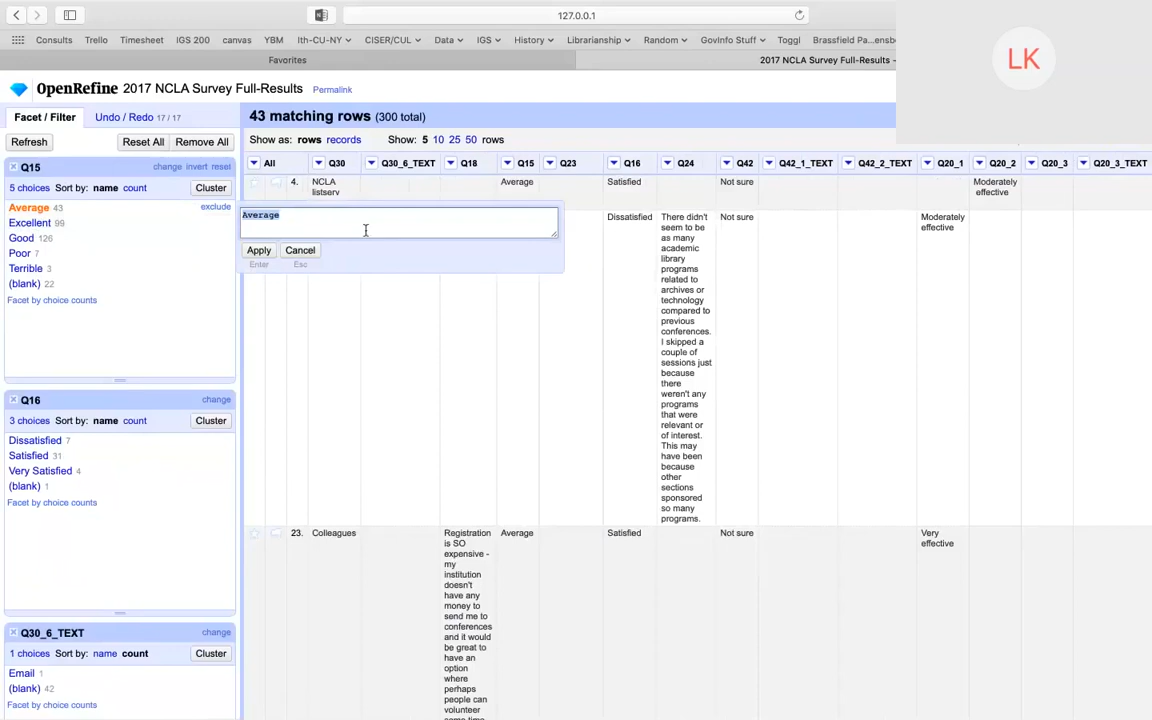 127.0.0.1
Consults Trello Timesheet IGS 200 canvas YBM lth-CU-NY CISER/CUL Data IGS History Librarianship Random GovInfo Stuff Toggl Brassfield Pa...ensb
Favorites 2017 NCLA Survey Full-Results -
LK
OpenRefine 2017 NCLA Survey Full-Results Permalink
Facet / Filter Undo / Redo 17 / 17
Refresh Reset All Remove All
Q15 change invert reset
5 choices Sort by: name count Cluster
Average 43 exclude
Excellent 99
Good 126
Poor 7
Terrible 3
(blank) 22
Facet by choice counts
Q16 change
3 choices Sort by: name count Cluster
Dissatisfied 7
Satisfied 31
Very Satisfied 4
(blank) 1
Facet by choice counts
Q30_6_TEXT change
1 choices Sort by: name count Cluster
Email 1
(blank) 42
Facet by choice counts
43 matching rows (300 total)
Show as: rows records Show: 5 10 25 50 rows
All Q30 Q30_6_TEXT Q18 Q15 Q23 Q16 Q24 Q42 Q42_1_TEXT Q42_2_TEXT Q20_1 Q20_2 Q20_3 Q20_3_TEXT
4. NCLA Average Satisfied Not sure Moderately
listserv effective
Average
Apply Cancel
Enter Esc
Dissatisfied There didn't Not sure Moderately
seem to be effective
as many
academic
library
programs
related to
archives or
technology
compared to
previous
conferences.
I skipped a
couple of
sessions just
because
there
weren't any
programs
that were
relevant or
of interest.
This may
have been
because
other
sections
sponsored
so many
programs.
23. Colleagues Registration Average Satisfied Not sure Very
is SO effective
expensive -
my
institution
doesn't
have any
money to
send me to
conferences
and it would
be great to
have an
option
where
perhaps
people can
volunteer
some time